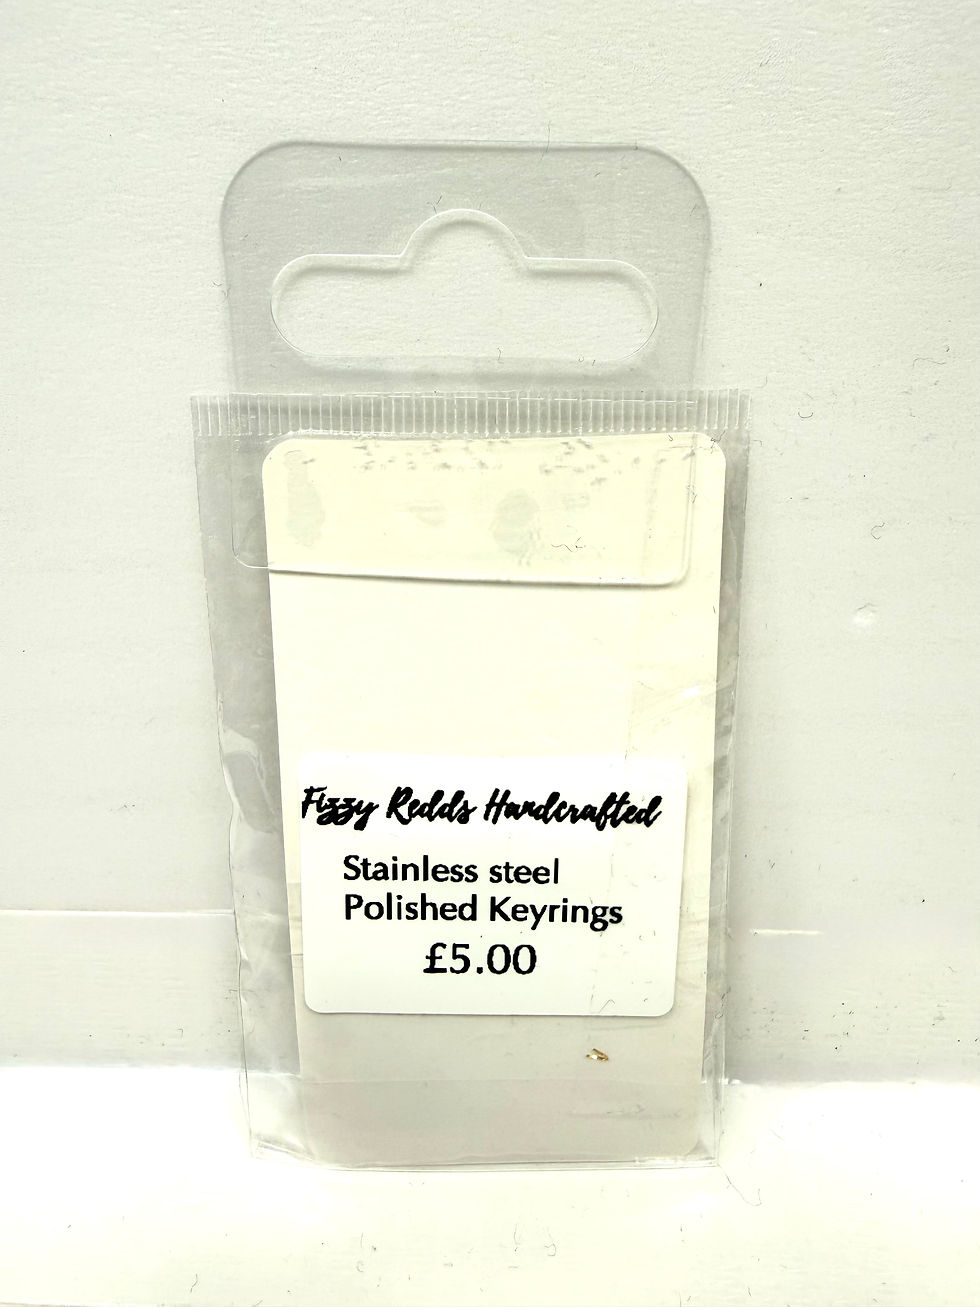 Fizzy Redds Handcrafted
Stainless steel
Polished Keyrings
£5.00